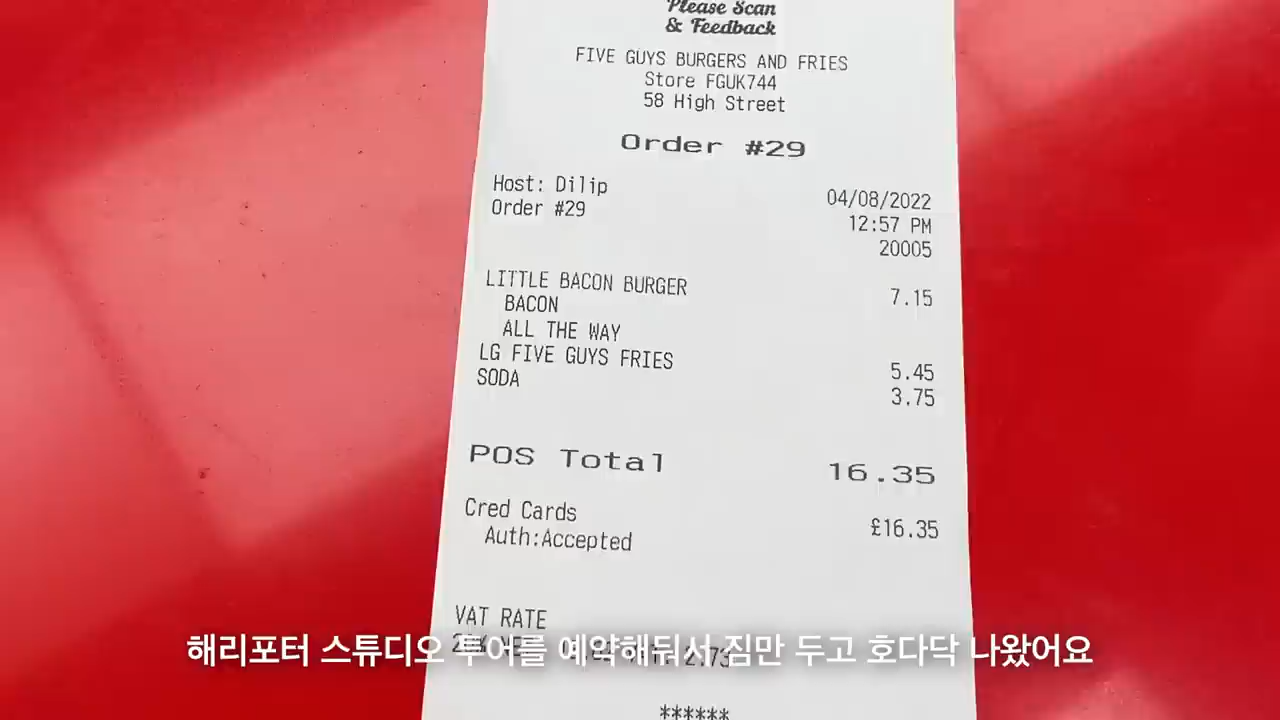 Please Scan
& Feedback
FIVE GUYS BURGERS AND FRIES
Store FGUK744
58 High Street
Order #29
Host: Dilip 04/08/2022
Order #29 12:57 PM
20005
LITTLE BACON BURGER 7.15
BACON
ALL THE WAY
LG FIVE GUYS FRIES 5.45
SODA 3.75
POS Total 16.35
Cred Cards £16.35
Auth:Accepted
VAT RATE
해리포터 스튜디오 투어를 예약해둬서 짐만 두고 호다닥 나왔어요
******